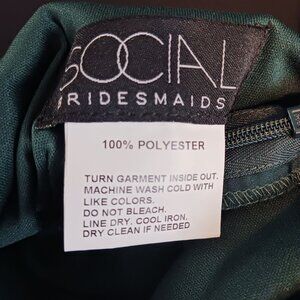 SOCIAL
BRIDESMAIDS
100% POLYESTER
TURN GARMENT INSIDE OUT.
MACHINE WASH COLD WITH
LIKE COLORS.
DO NOT BLEACH.
LINE DRY. COOL IRON.
DRY CLEAN IF NEEDED